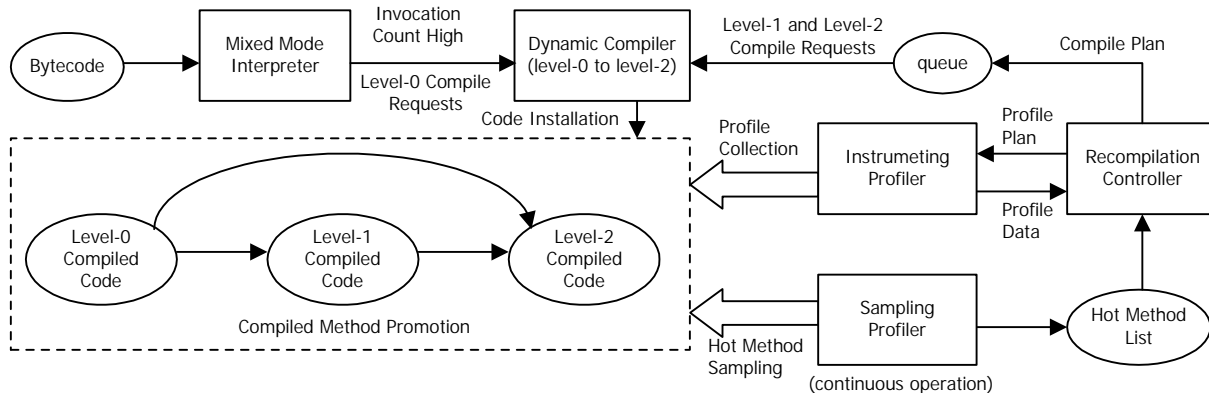 Bytecode
Mixed Mode
Interpreter
Invocation
Count High
Level-0 Compile
Requests
Dynamic Compiler
(level-0 to level-2)
Level-1 and Level-2
Compile Requests
queue
Compile Plan
Code Installation
Profile
Collection
Instrumeting
Profiler
Profile
Plan
Profile
Data
Recompilation
Controller
Level-0
Compiled
Code
Level-1
Compiled
Code
Level-2
Compiled
Code
Compiled Method Promotion
Hot Method
Sampling
Sampling
Profiler
(continuous operation)
Hot Method
List